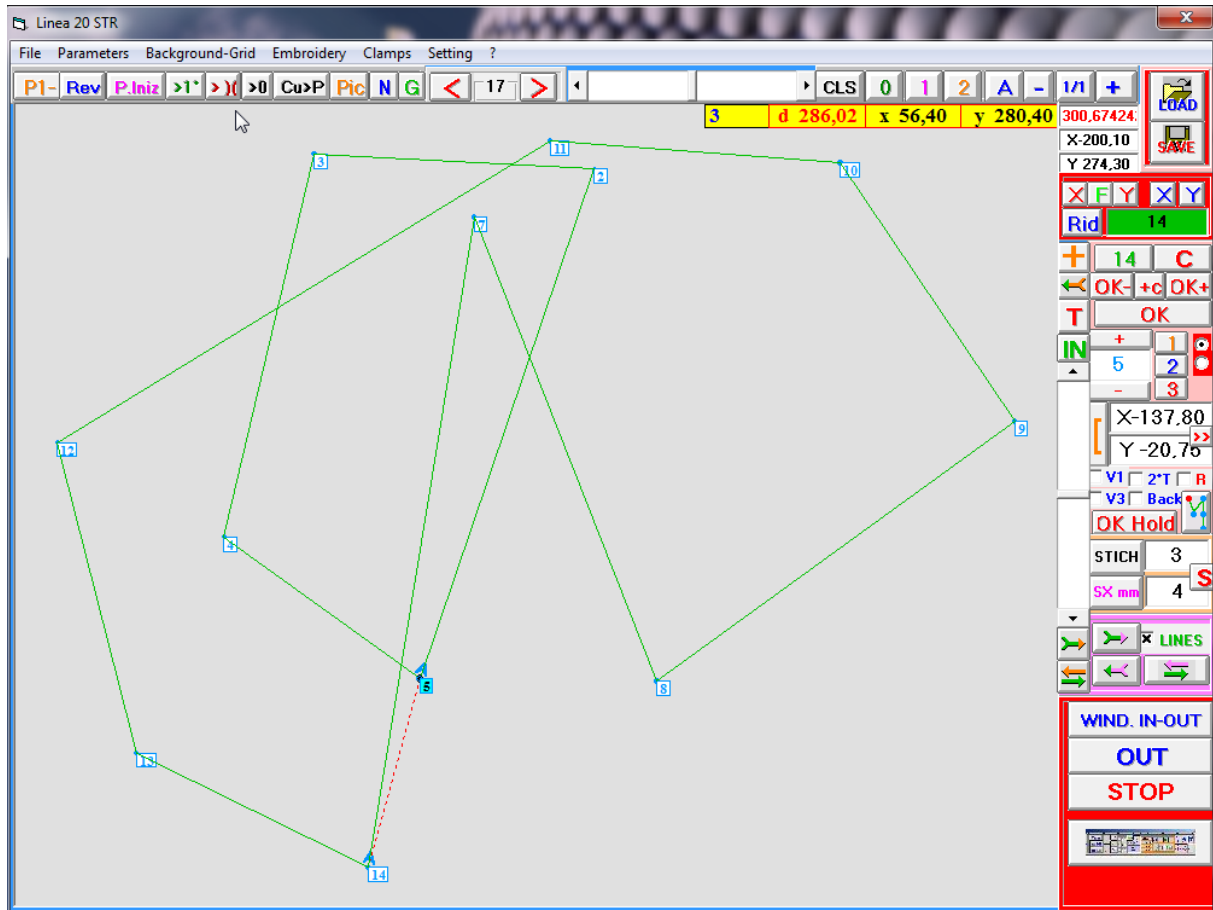 Linea 20 STR
File Parameters Background-Grid Embroidery Clamps Setting ?
P1- Rev P.Iniz >1° > )( >0 Cu>P Pic N G < 17 > CLS 0 1 2 A - 1/1 + LOAD
3 d 286,02 x 56,40 y 280,40 300,67424:
X-200,10 SAVE
Y 274,30
X F Y X Y
Rid 14
+ 14 C
OK- +c OK+
T OK
IN + 1
5 2
- 3
[ X-137,80
Y -20,75 >>
V1 2*T R
V3 Back
OK Hold
STICH 3
S
SX mm 4
x LINES
WIND. IN-OUT
OUT
STOP
11
3
10
2
7
9
12
4
5
8
13
14